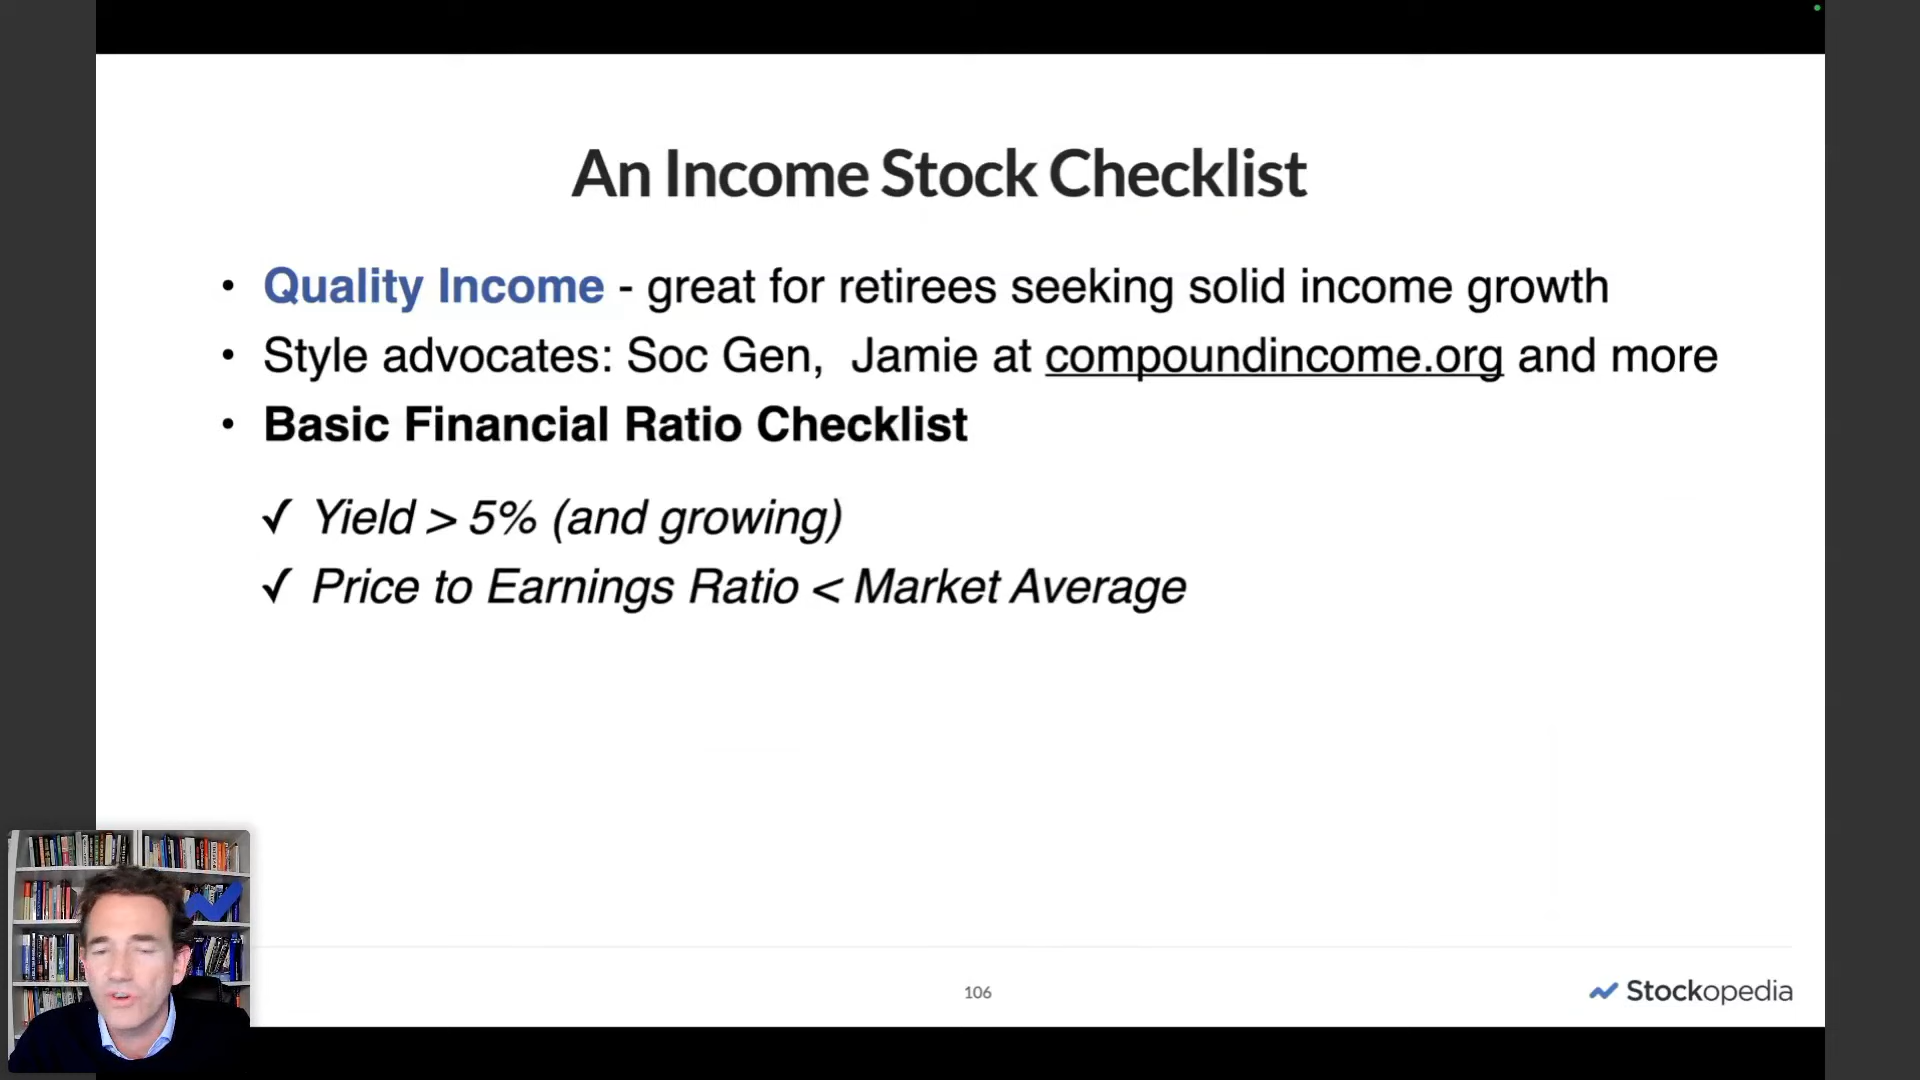 An Income Stock Checklist
• Quality Income - great for retirees seeking solid income growth
• Style advocates: Soc Gen, Jamie at compoundincome.org and more
• Basic Financial Ratio Checklist
✓ Yield > 5% (and growing)
✓ Price to Earnings Ratio < Market Average
106
Stockopedia